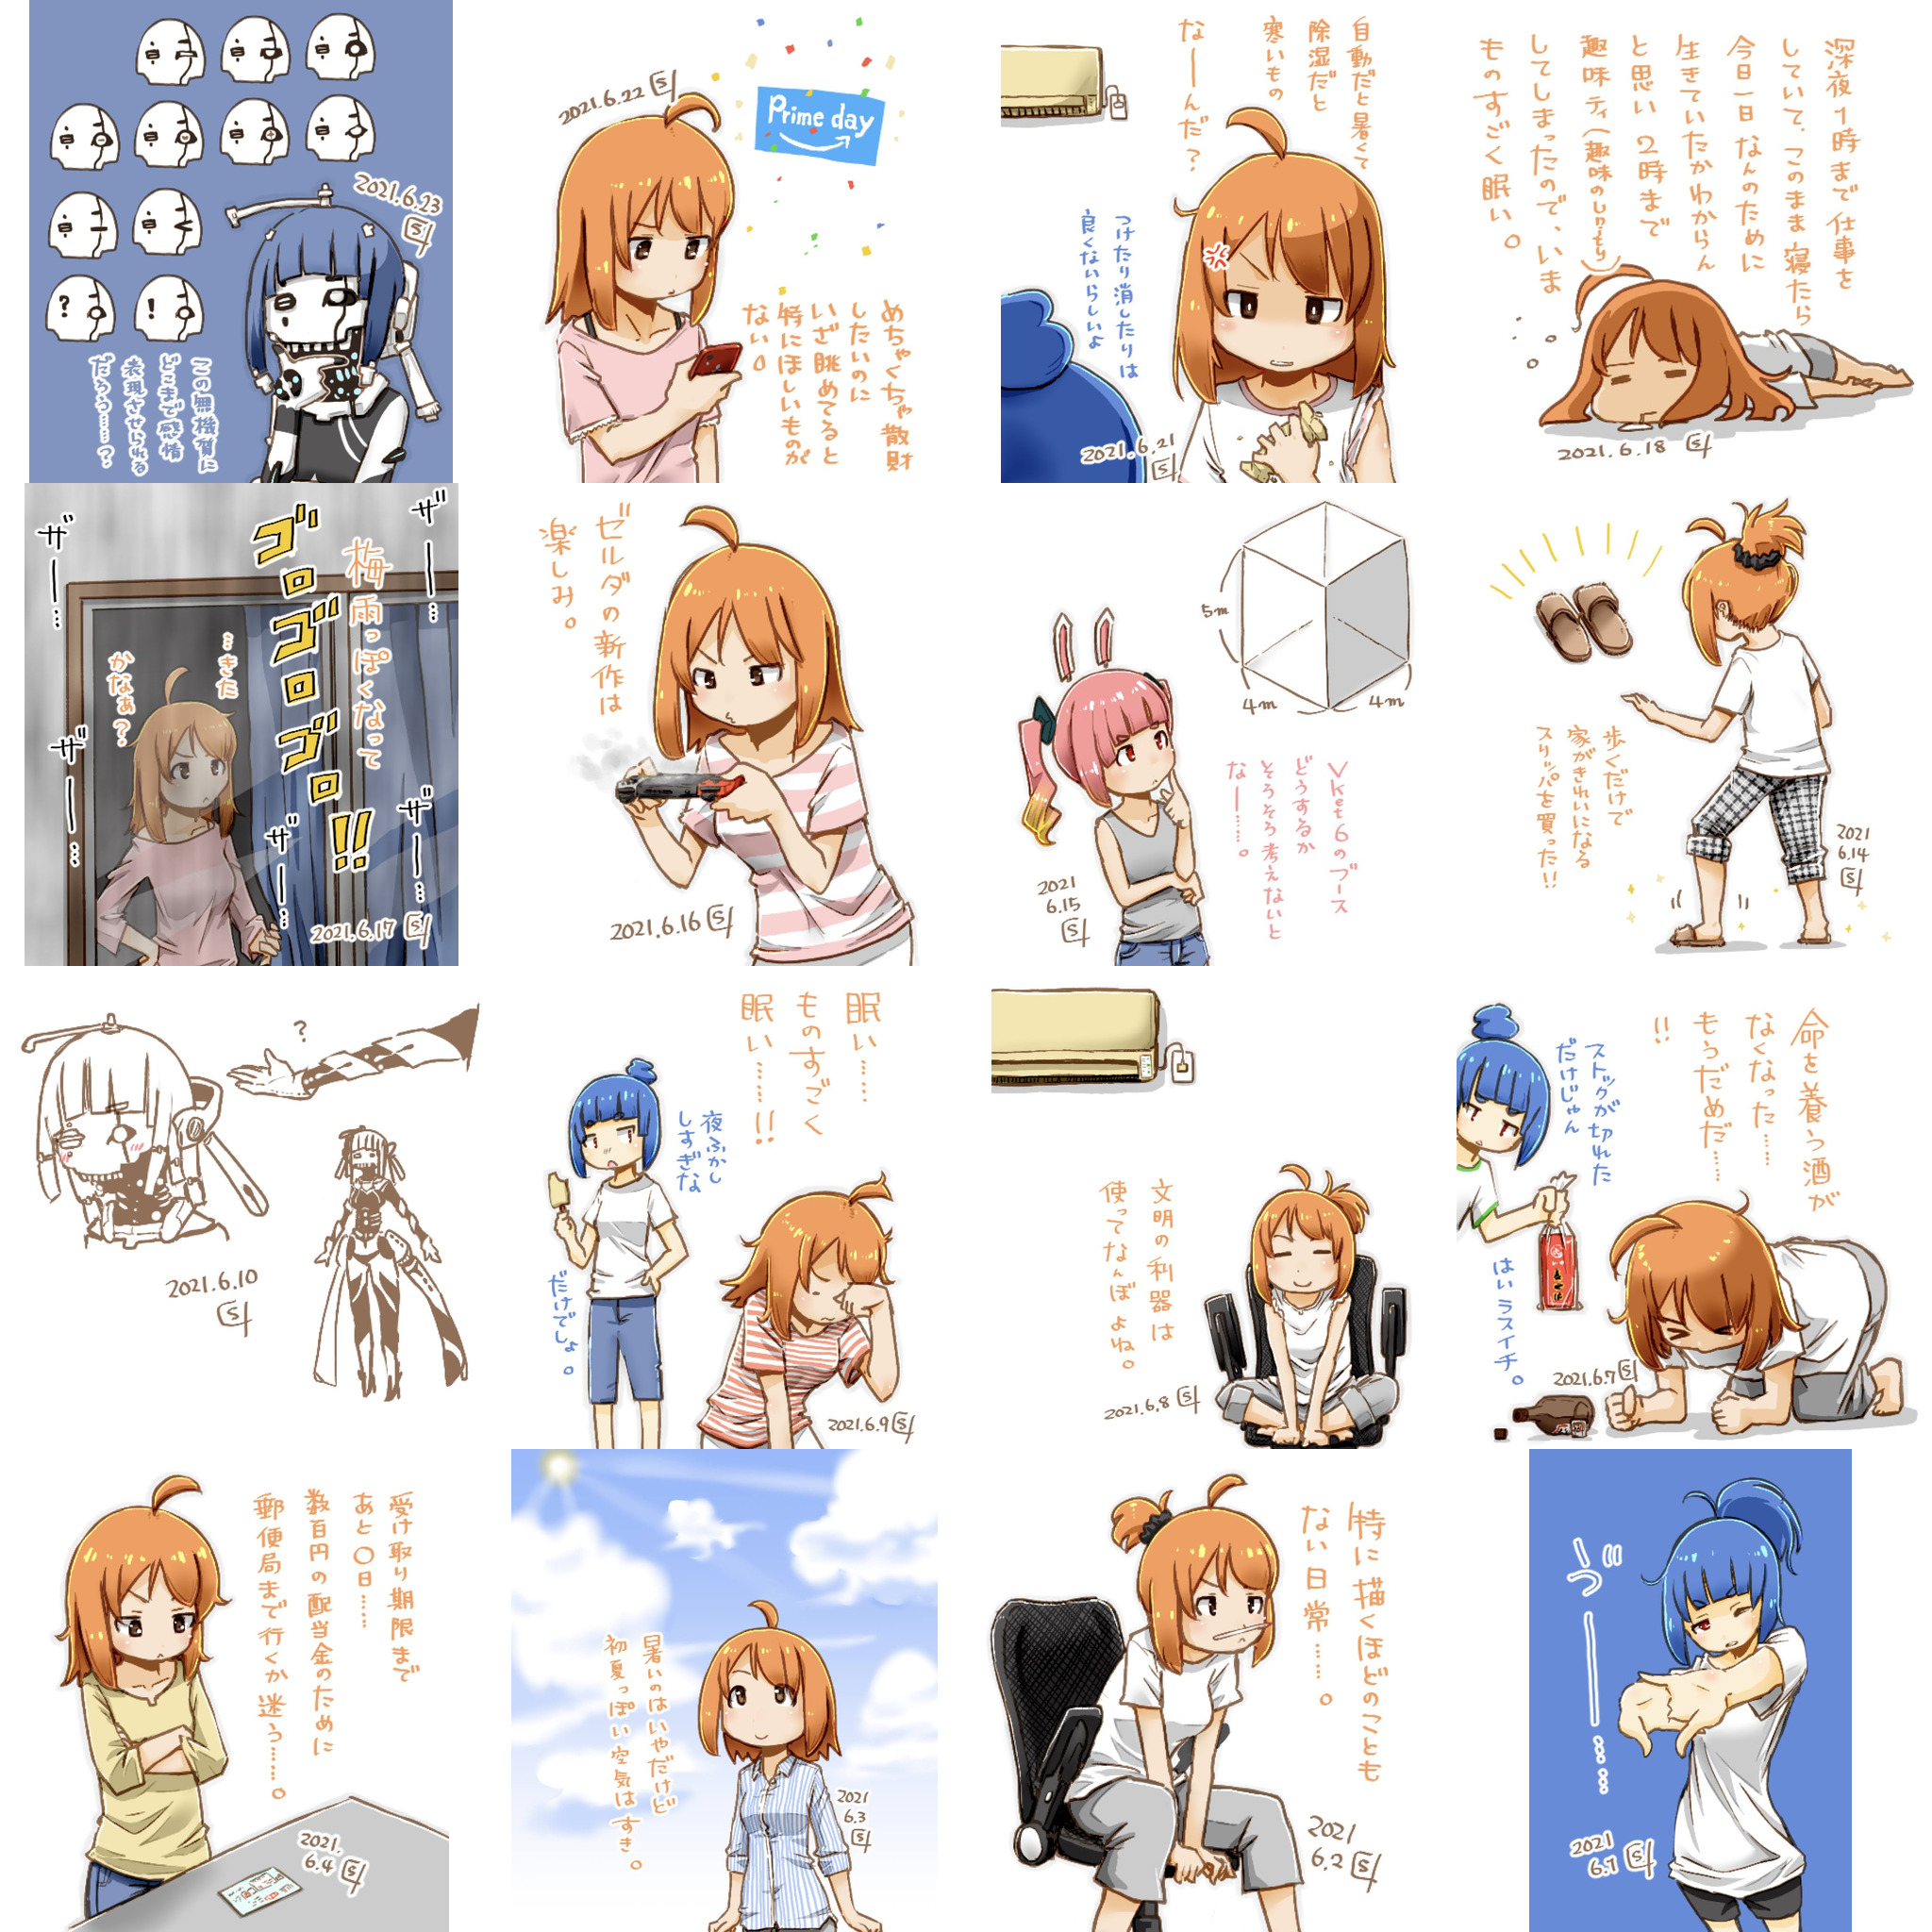 2021.6.23
この無機質に
どこまで感情
表現させられる
だろう……?
?
!
2021.6.22
Prime day
めちゃくちゃ散財
したいのに
いざ眺めてると
特にほしいものが
ない。
自動だと暑くて
除湿だと
寒いもの
なーんだ?
つけたり消したりは
良くないらしいよ
2021.6.21
深夜1時まで仕事を
していて、このまま寝たら
今日一日なんのために
生きていたかわからん
と思い2時まで
趣味ティ(趣味のUnity)
してしまったので、いま
ものすごく眠い。
2021.6.18
ザー…
ザー…
ゴロゴロゴロ!!
梅雨っぽくなって
…きた
かなぁ?
ザー…
ザー…
ザー…
2021.6.17
ゼルダの新作は
楽しみ。
2021.6.16
5m
4m
4m
Vket6のブース
どうするか
そろそろ考えないと
なー……。
2021
6.15
歩くだけで
家がきれいになる
スリッパを買った!!
2021
6.14
?
2021.6.10
眠い……
ものすごく
眠い……!!
夜ふかし
しすぎな
だけでしょ。
2021.6.9
文明の利器は
使ってなんぼよね。
2021.6.8
命を養う酒が
なくなった……
もうだめだ……
!!
ストックが切れた
だけじゃん
はいラスイチ。
2021.6.7
受け取り期限まで
あと〇日……
数百円の配当金のために
郵便局まで行くか迷う……。
2021.
6.4
暑いのはいやだけど
初夏っぽい空気はすき。
2021
6.3
特に描くほどのことも
ない日常……。
2021
6.2
ゔーー……
2021
6.1